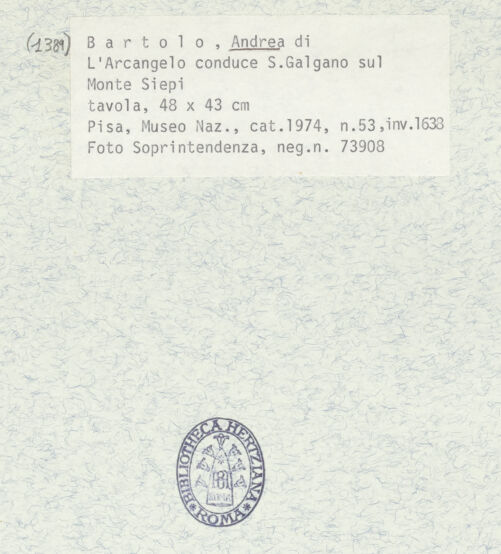 (1389) B a r t o l o , Andrea di
L'Arcangelo conduce S.Galgano sul
Monte Siepi
tavola, 48 x 43 cm
Pisa, Museo Naz., cat.1974, n.53,inv.1638
Foto Soprintendenza, neg.n. 73908
*BIBLIOTHECA HERTZIANA* ROMA